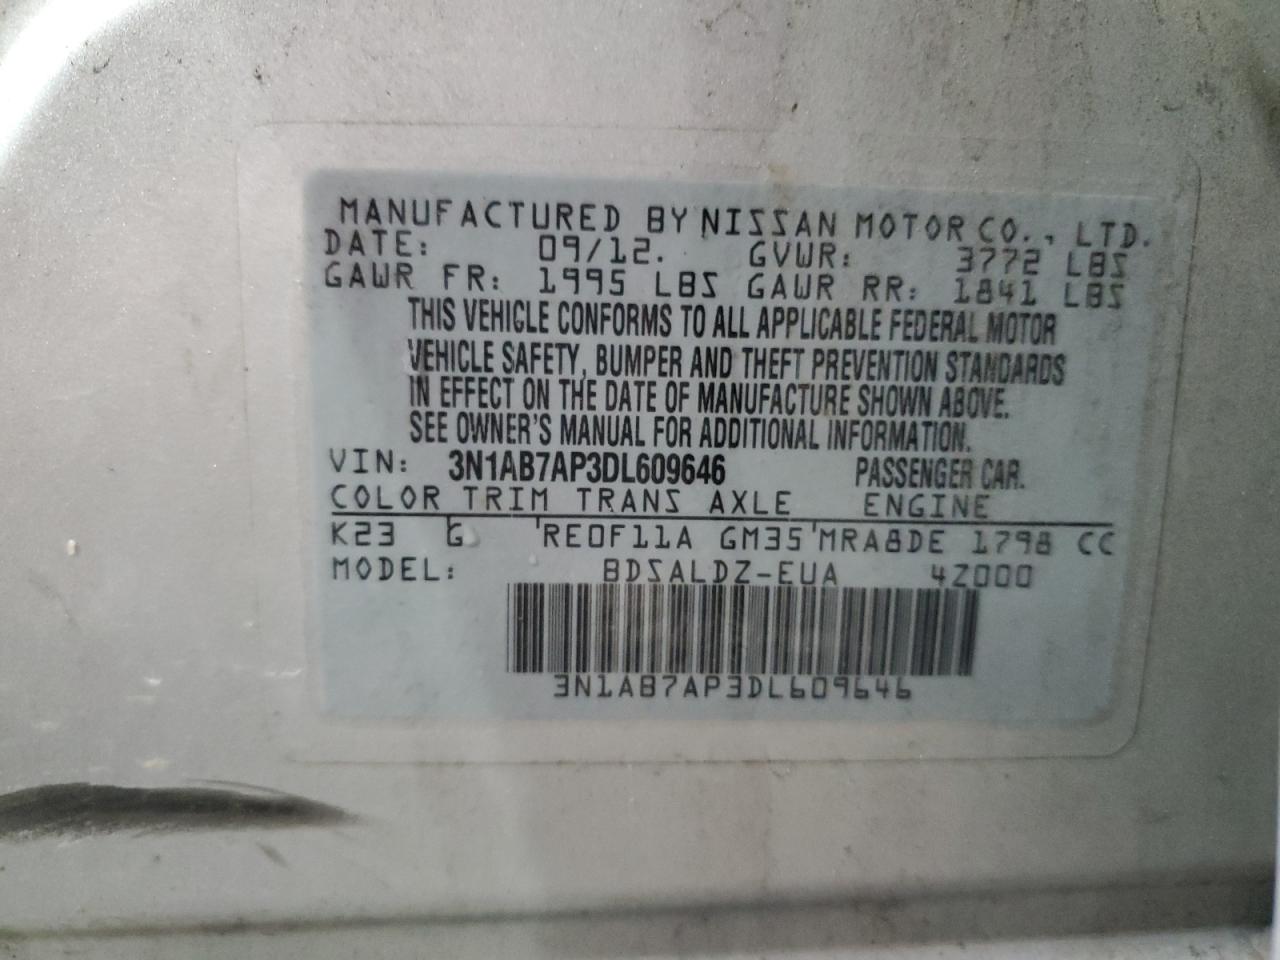 MANUFACTURED BY NISSAN MOTOR CO., LTD.
DATE: 09/12. GVWR: 3772 LBS
GAWR FR: 1995 LBS GAWR RR: 1841 LBS
THIS VEHICLE CONFORMS TO ALL APPLICABLE FEDERAL MOTOR
VEHICLE SAFETY, BUMPER AND THEFT PREVENTION STANDARDS
IN EFFECT ON THE DATE OF MANUFACTURE SHOWN ABOVE.
SEE OWNER'S MANUAL FOR ADDITIONAL INFORMATION.
VIN: 3N1AB7AP3DL609646 PASSENGER CAR.
COLOR TRIM TRANS AXLE ENGINE
K23 G RE0F11A GM35 MRA8DE 1798 CC
MODEL: BDSALDZ-EUA 4Z000
3N1AB7AP3DL609646